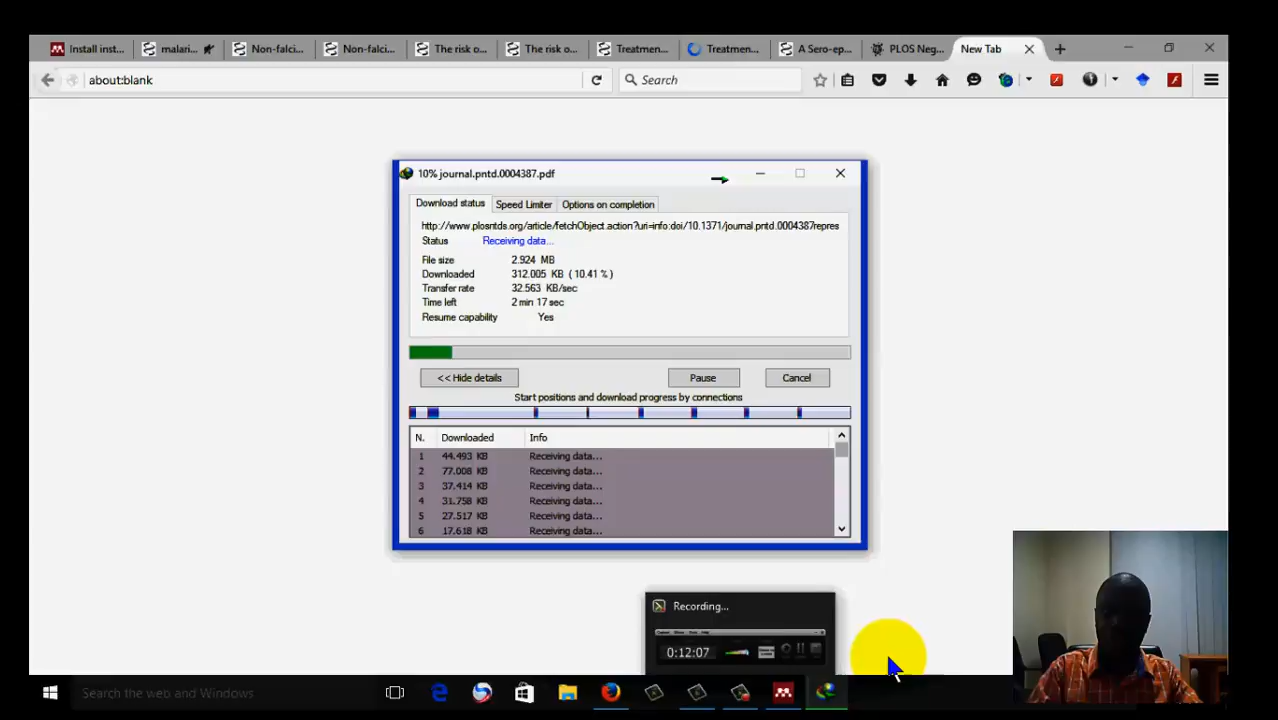 Install inst...
malari...
Non-falci...
Non-falci...
The risk o...
The risk o...
Treatmen...
Treatmen...
A Sero-ep...
PLOS Neg...
New Tab
about:blank
Search
10% journal.pntd.0004387.pdf
Download status
Speed Limiter
Options on completion
http://www.plosntds.org/article/fetchObject.action?uri=info:doi/10.1371/journal.pntd.0004387repres
Status Receiving data...
File size 2.924 MB
Downloaded 312.005 KB ( 10.41 % )
Transfer rate 32.563 KB/sec
Time left 2 min 17 sec
Resume capability Yes
<< Hide details
Pause
Cancel
Start positions and download progress by connections
N. Downloaded Info
1 44.493 KB Receiving data...
2 77.008 KB Receiving data...
3 37.414 KB Receiving data...
4 31.758 KB Receiving data...
5 27.517 KB Receiving data...
6 17.618 KB Receiving data...
Recording...
0:12:07
Search the web and Windows